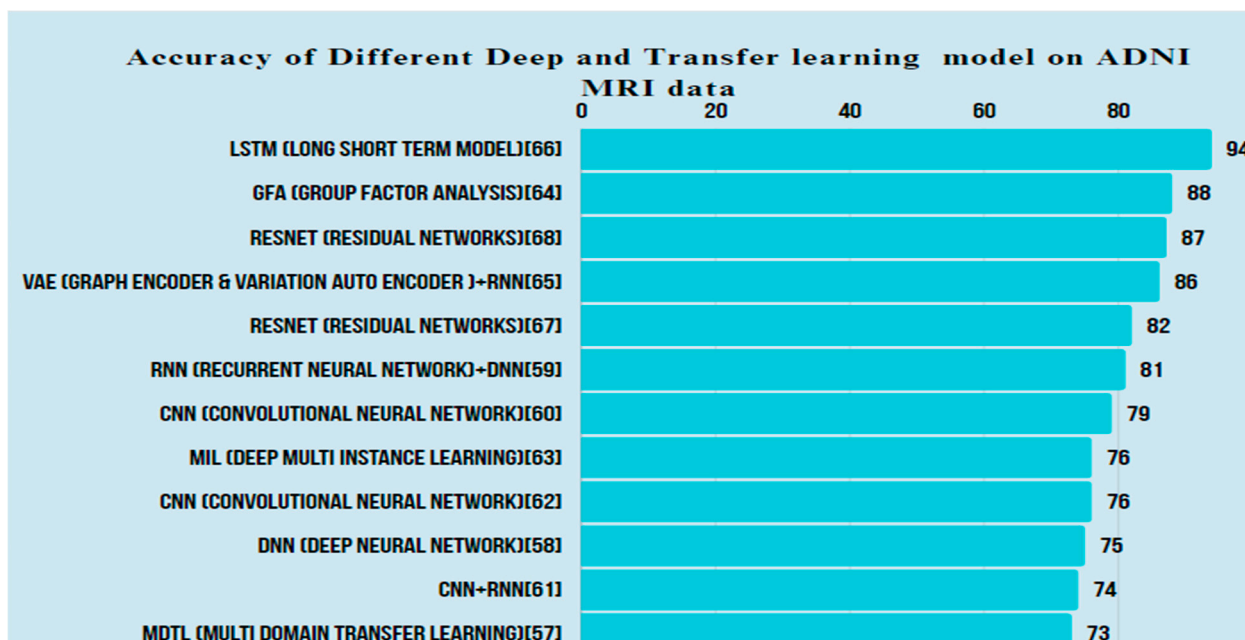 Accuracy of Different Deep and Transfer learning model on ADNI
MRI data
0 20 40 60 80
LSTM (LONG SHORT TERM MODEL)[66] 94
GFA (GROUP FACTOR ANALYSIS)[64] 88
RESNET (RESIDUAL NETWORKS)[68] 87
VAE (GRAPH ENCODER & VARIATION AUTO ENCODER )+RNN[65] 86
RESNET (RESIDUAL NETWORKS)[67] 82
RNN (RECURRENT NEURAL NETWORK)+DNN[59] 81
CNN (CONVOLUTIONAL NEURAL NETWORK)[60] 79
MIL (DEEP MULTI INSTANCE LEARNING)[63] 76
CNN (CONVOLUTIONAL NEURAL NETWORK)[62] 76
DNN (DEEP NEURAL NETWORK)[58] 75
CNN+RNN[61] 74
MDTL (MULTI DOMAIN TRANSFER LEARNING)[57] 73